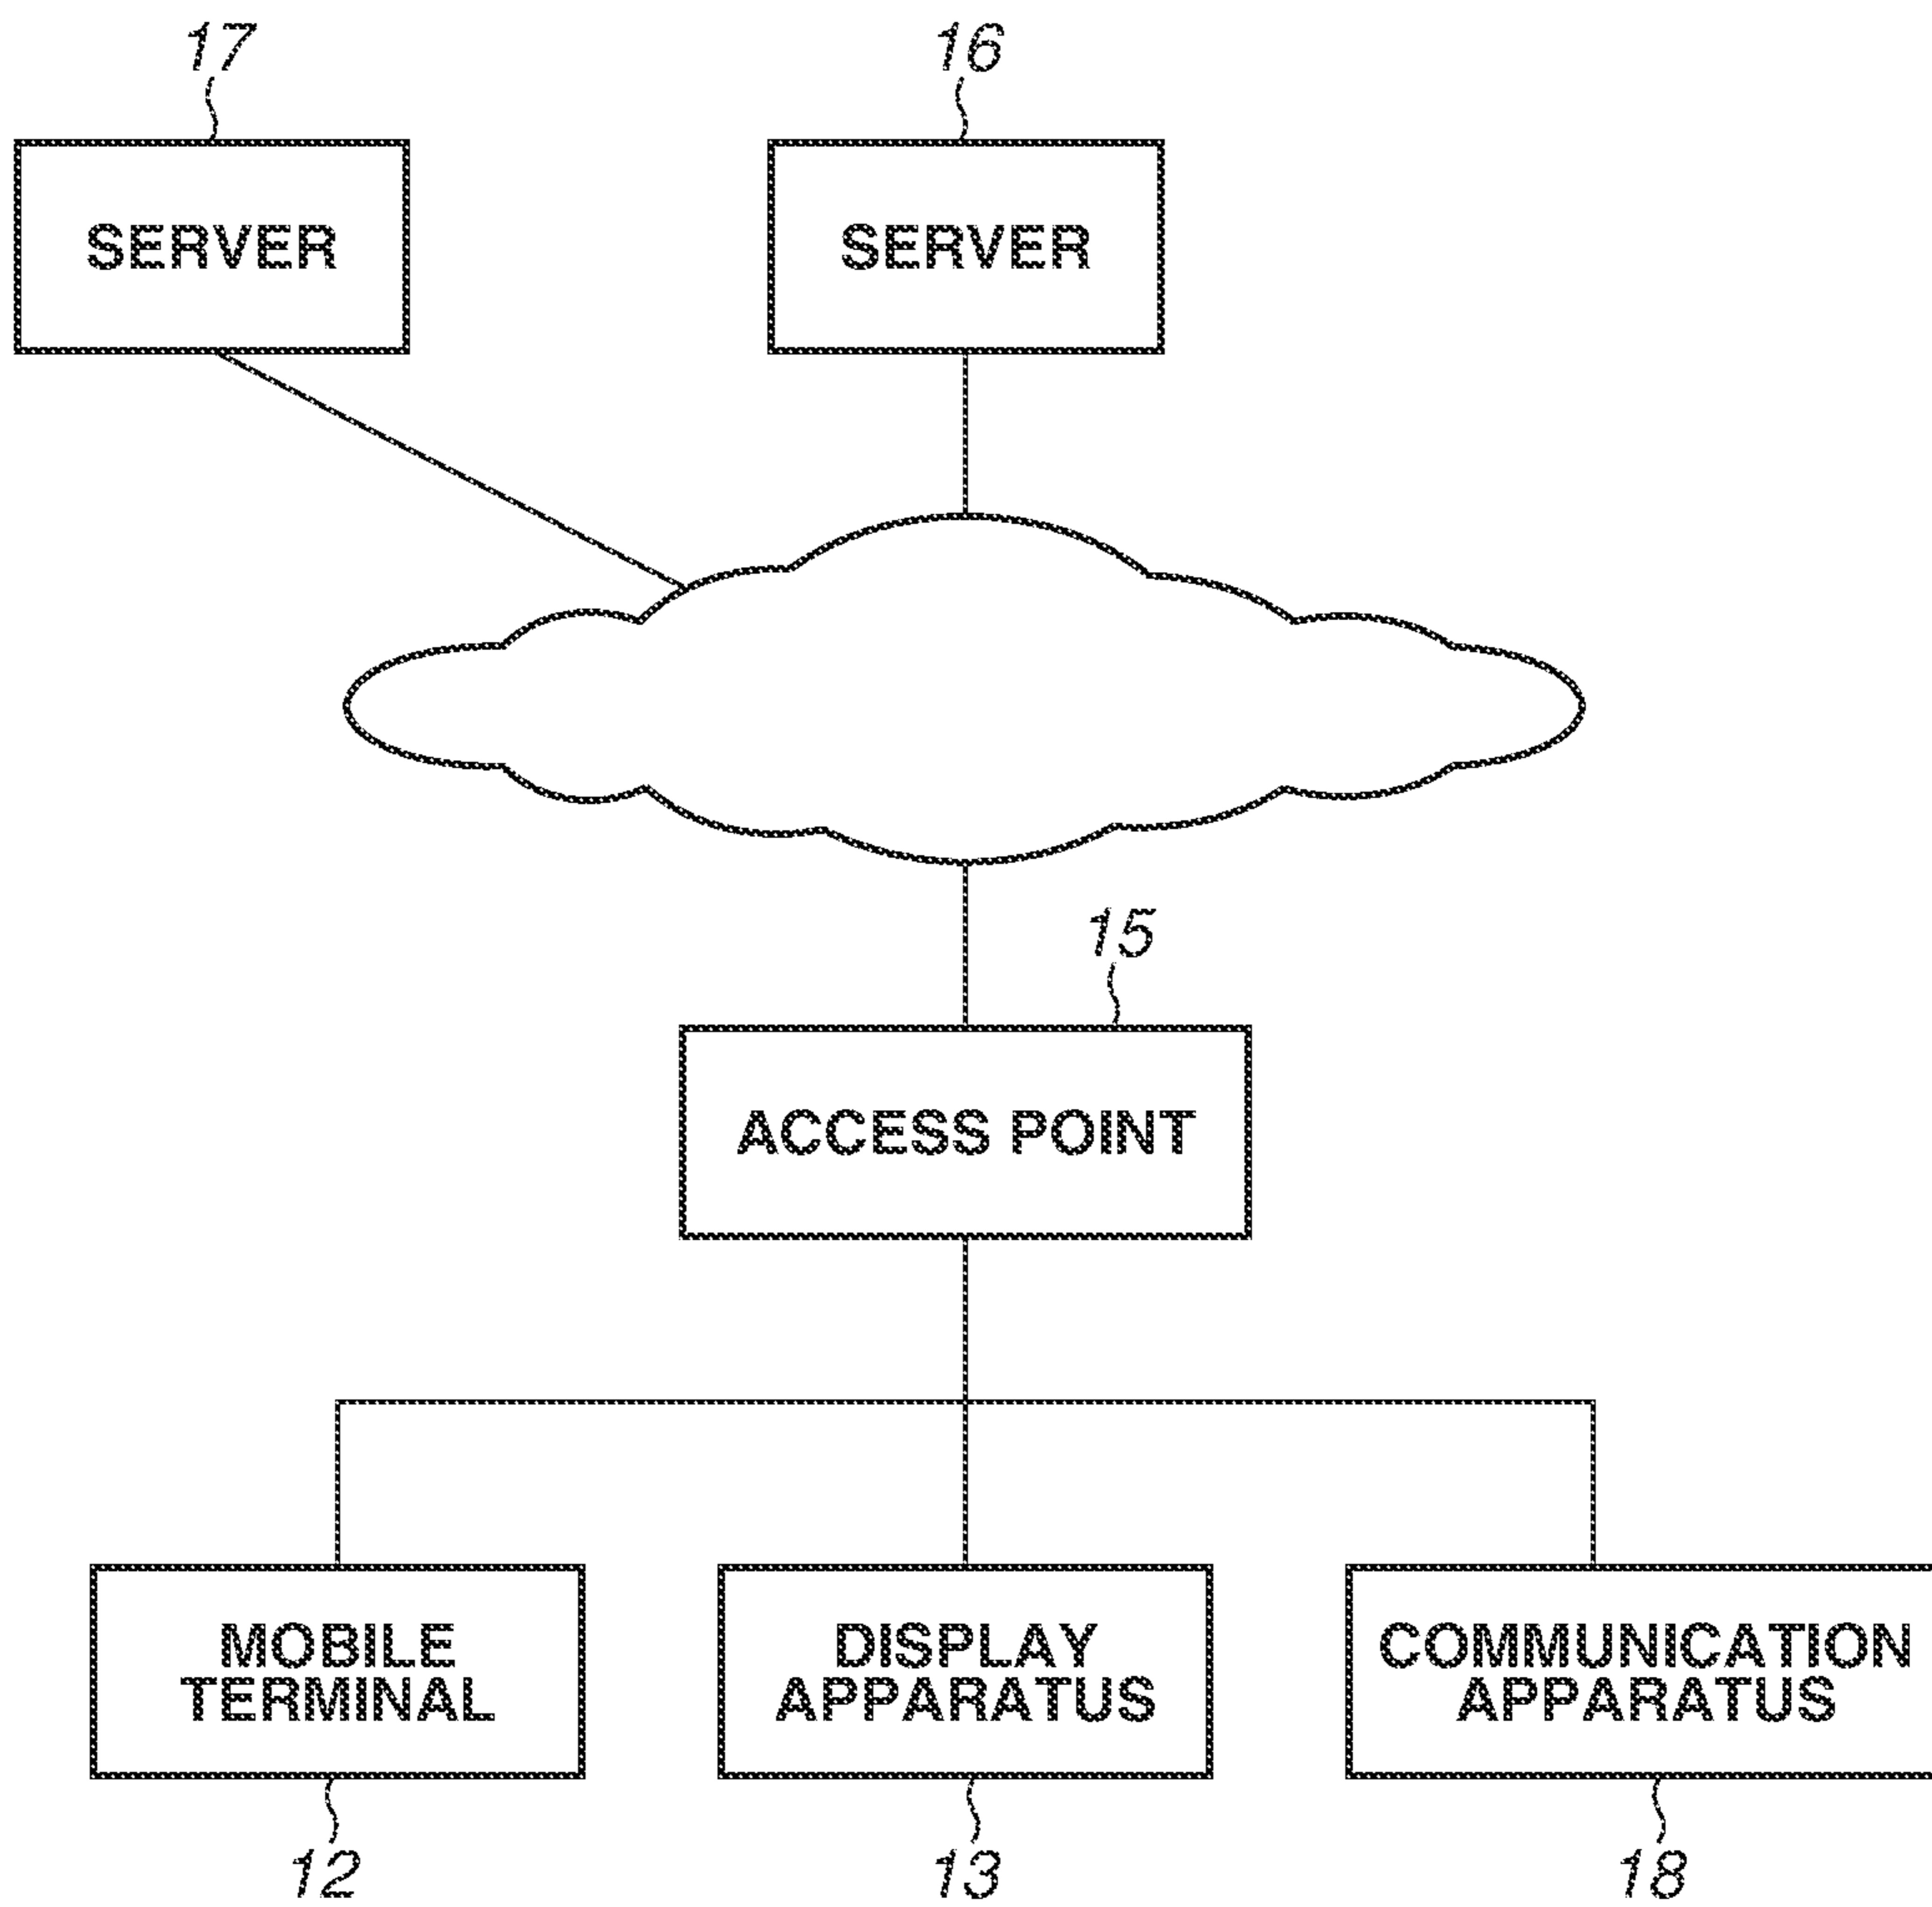 17
16
SERVER
SERVER
15
ACCESS POINT
MOBILE
TERMINAL
DISPLAY
APPARATUS
COMMUNICATION
APPARATUS
12
13
18